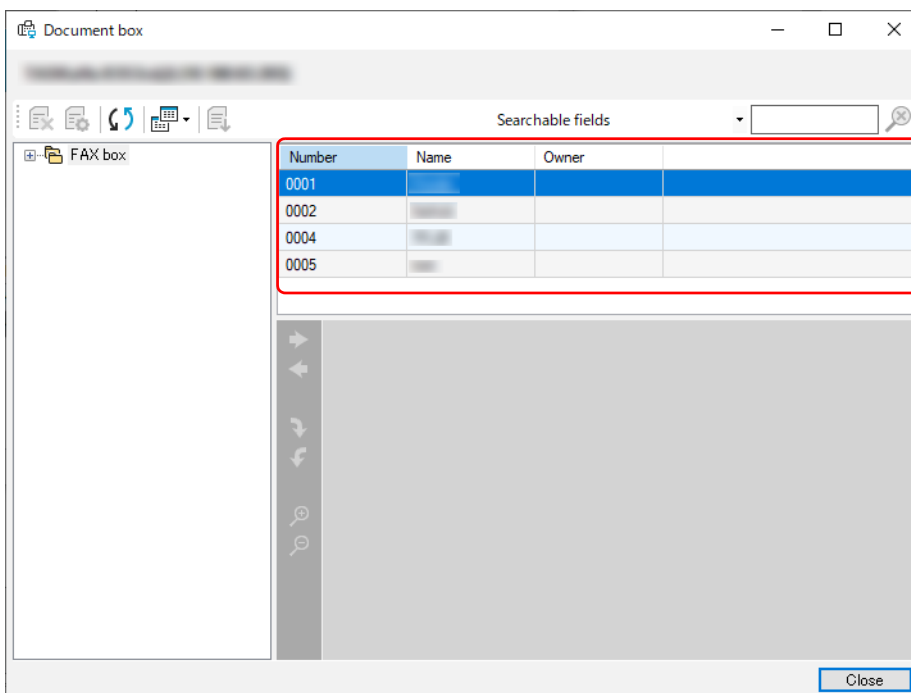 Document box
Searchable fields
FAX box
Number Name Owner
0001
0002
0004
0005
Close